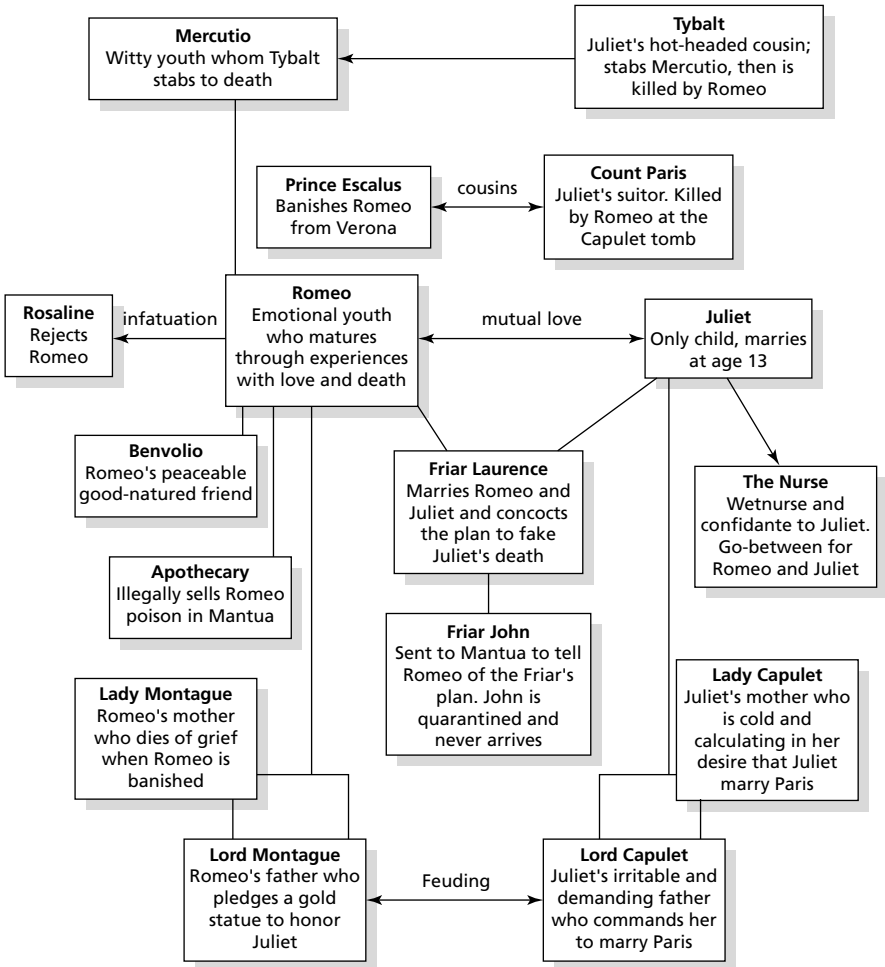 Mercutio
Witty youth whom Tybalt
stabs to death
Tybalt
Juliet's hot-headed cousin;
stabs Mercutio, then is
killed by Romeo
Prince Escalus
Banishes Romeo
from Verona
cousins
Count Paris
Juliet's suitor. Killed
by Romeo at the
Capulet tomb
Rosaline
Rejects
Romeo
infatuation
Romeo
Emotional youth
who matures
through experiences
with love and death
mutual love
Juliet
Only child, marries
at age 13
Benvolio
Romeo's peaceable
good-natured friend
Friar Laurence
Marries Romeo and
Juliet and concocts
the plan to fake
Juliet's death
The Nurse
Wetnurse and
confidante to Juliet.
Go-between for
Romeo and Juliet
Apothecary
Illegally sells Romeo
poison in Mantua
Friar John
Sent to Mantua to tell
Romeo of the Friar's
plan. John is
quarantined and
never arrives
Lady Montague
Romeo's mother
who dies of grief
when Romeo is
banished
Lady Capulet
Juliet's mother who
is cold and
calculating in her
desire that Juliet
marry Paris
Lord Montague
Romeo's father who
pledges a gold
statue to honor
Juliet
Feuding
Lord Capulet
Juliet's irritable and
demanding father
who commands her
to marry Paris